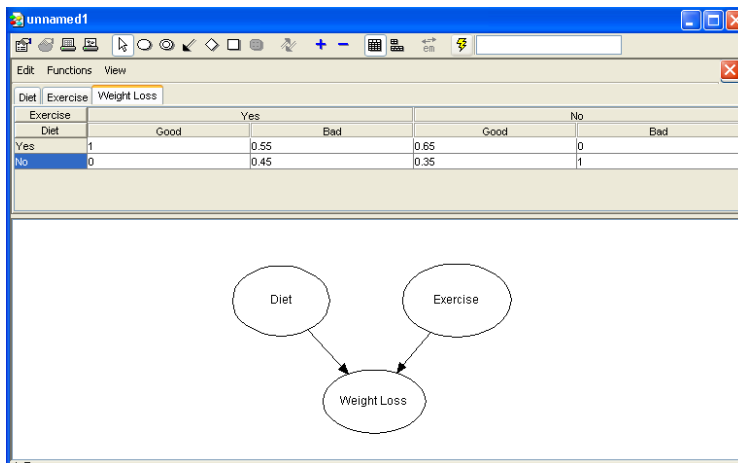 unnamed1
em
Edit Functions View
Diet Exercise Weight Loss
Exercise Yes No
Diet Good Bad Good Bad
Yes 1 0.55 0.65 0
No 0 0.45 0.35 1
Diet Exercise
Weight Loss